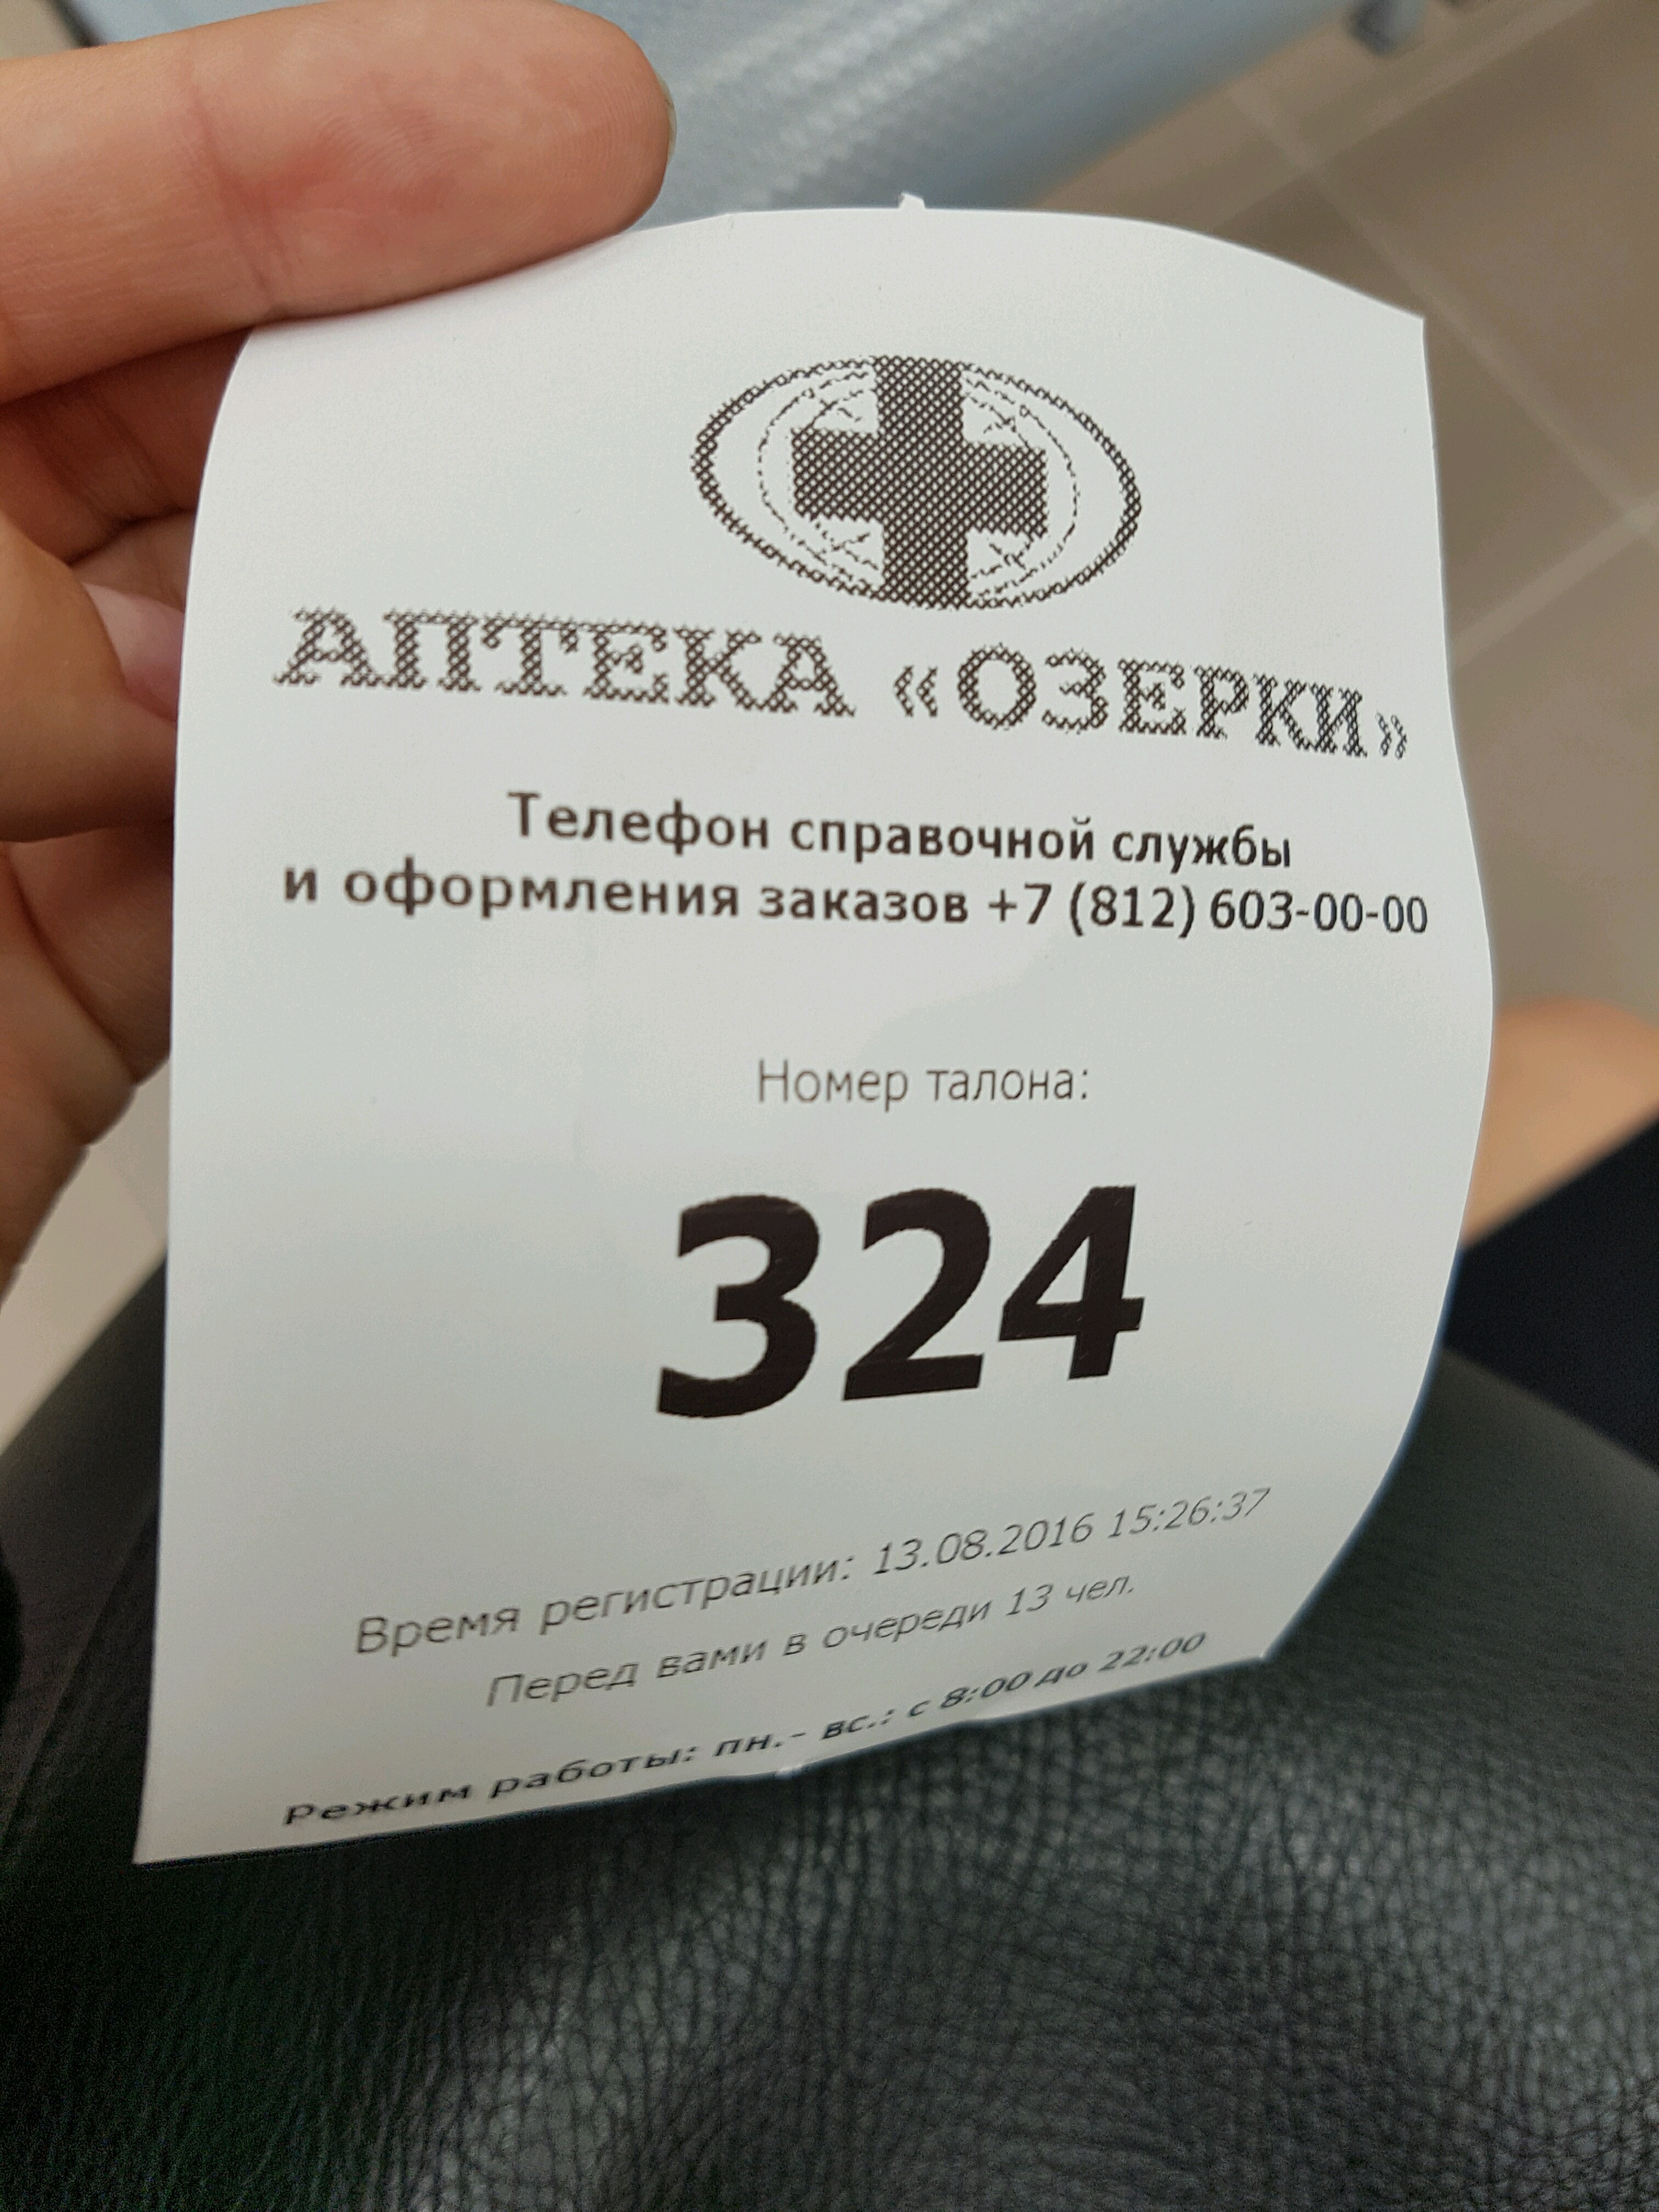 АПТЕКА «ОЗЕРКИ»
Телефон справочной службы
и оформления заказов +7 (812) 603-00-00
Номер талона:
324
Время регистрации: 13.08.2016 15:26:37
Перед вами в очереди 13 чел.
Режим работы: пн.- вс.: с 8:00 до 22:00